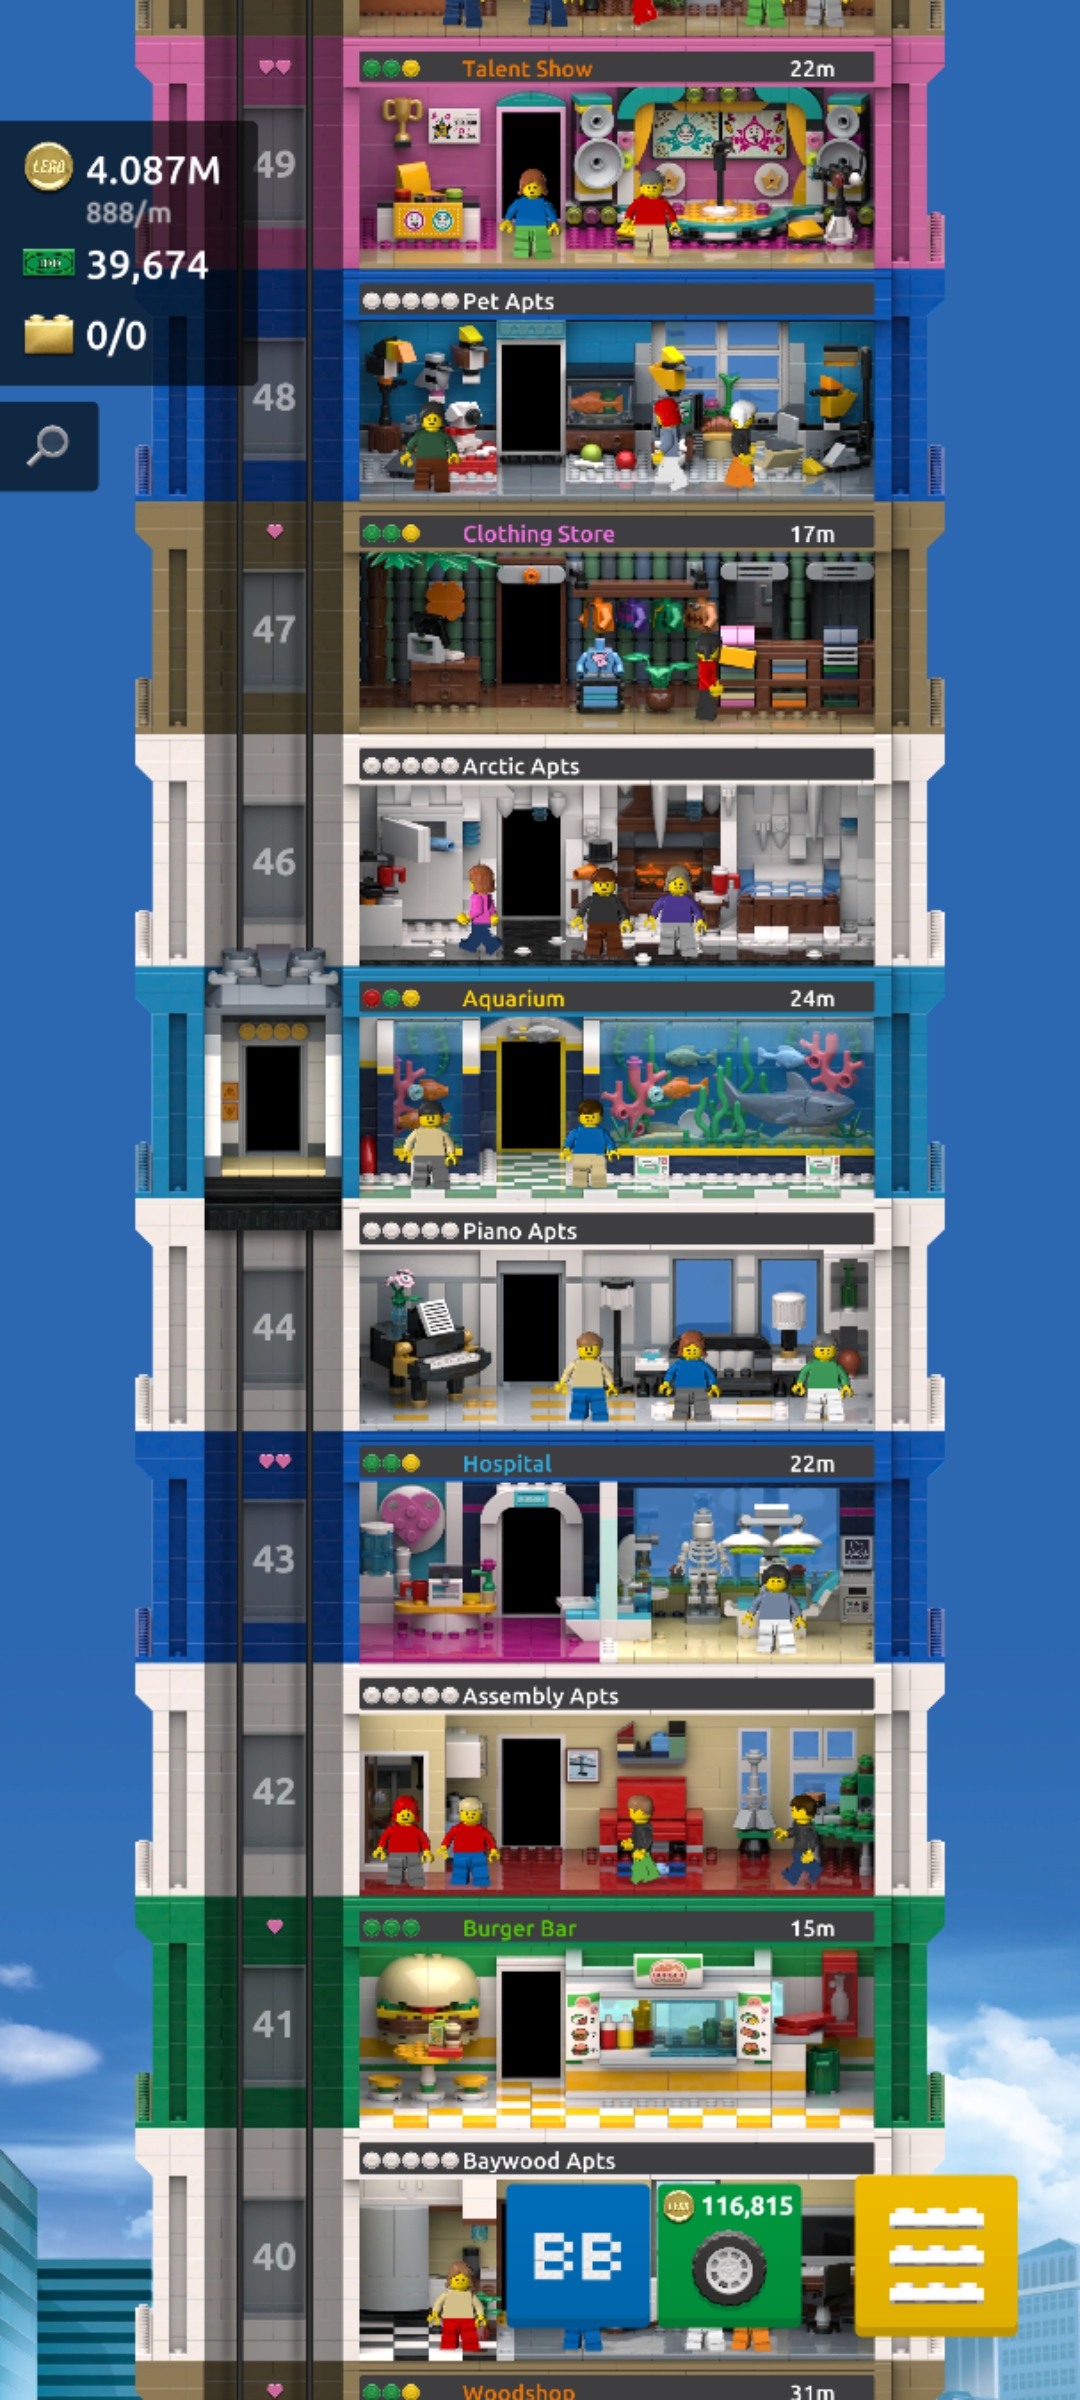 Talent Show 22m
49
4.087M
888/m
39,674
0/0
Pet Apts
48
Clothing Store 17m
47
Arctic Apts
46
Aquarium 24m
Piano Apts
44
Hospital 22m
43
Assembly Apts
42
Burger Bar 15m
41
Baywood Apts
BB
116,815
40
Woodshop 31m